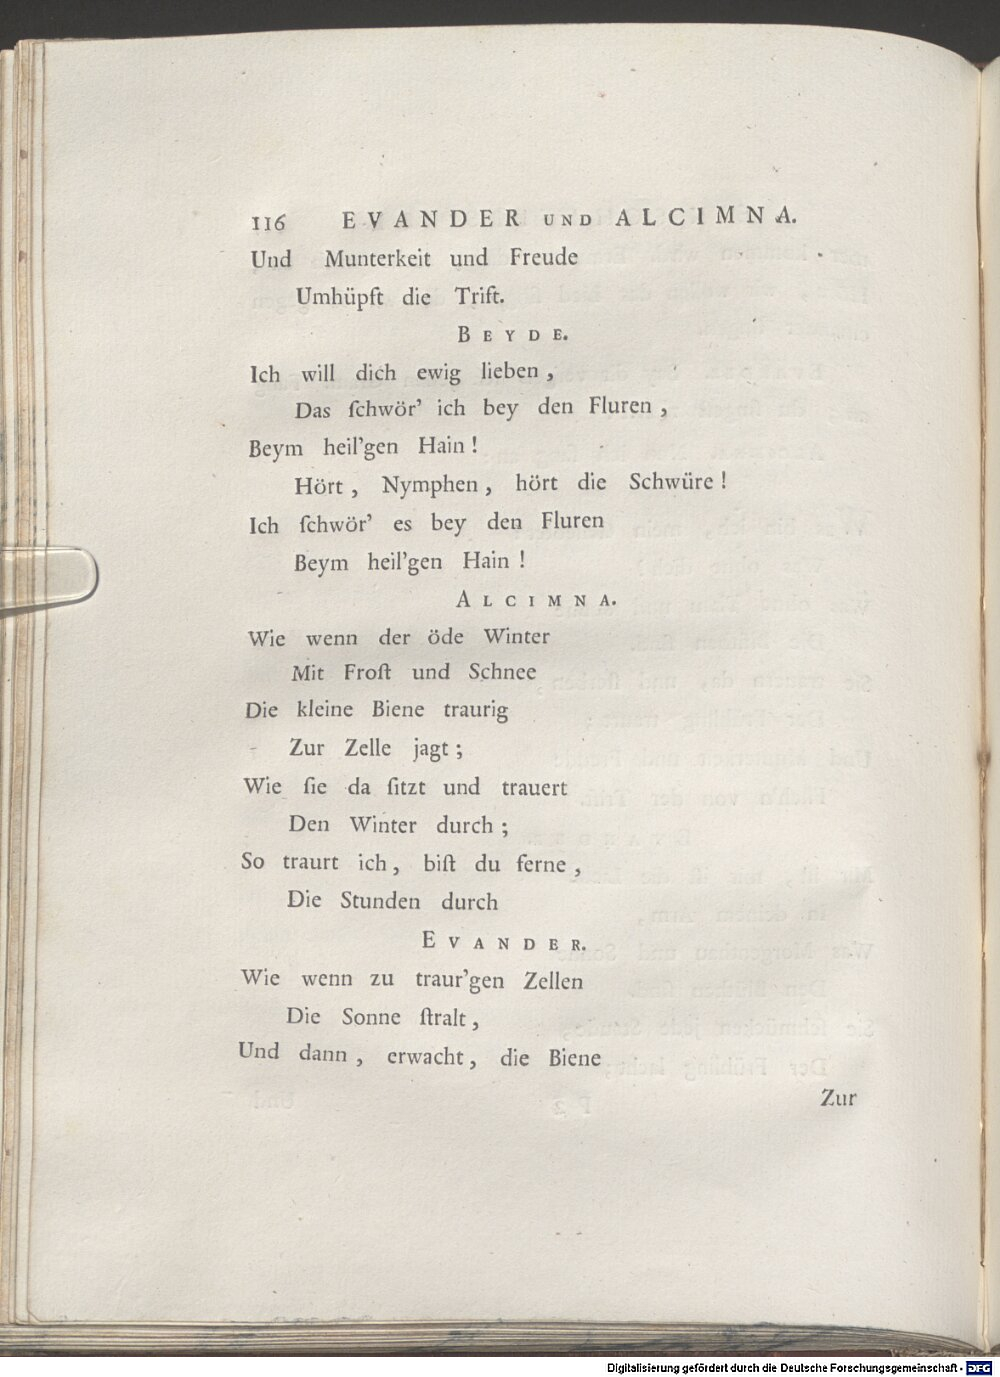 116 EVANDER UND ALCIMNA.
Und Munterkeit und Freude
Umhüpft die Trift.
BEYDE.
Ich will dich ewig lieben,
Das ſchwör’ ich bey den Fluren,
Beym heil’gen Hain!
Hört, Nymphen, hört die Schwüre!
Ich ſchwör’ es bey den Fluren
Beym heil’gen Hain!
ALCIMNA.
Wie wenn der öde Winter
Mit Froſt und Schnee
Die kleine Biene traurig
Zur Zelle jagt;
Wie ſie da ſitzt und trauert
Den Winter durch;
So traurt ich, biſt du ferne,
Die Stunden durch
EVANDER.
Wie wenn zu traur’gen Zellen
Die Sonne ſtralt,
Und dann, erwacht, die Biene
Zur
Digitalisierung gefördert durch die Deutsche Forschungsgemeinschaft - DFG